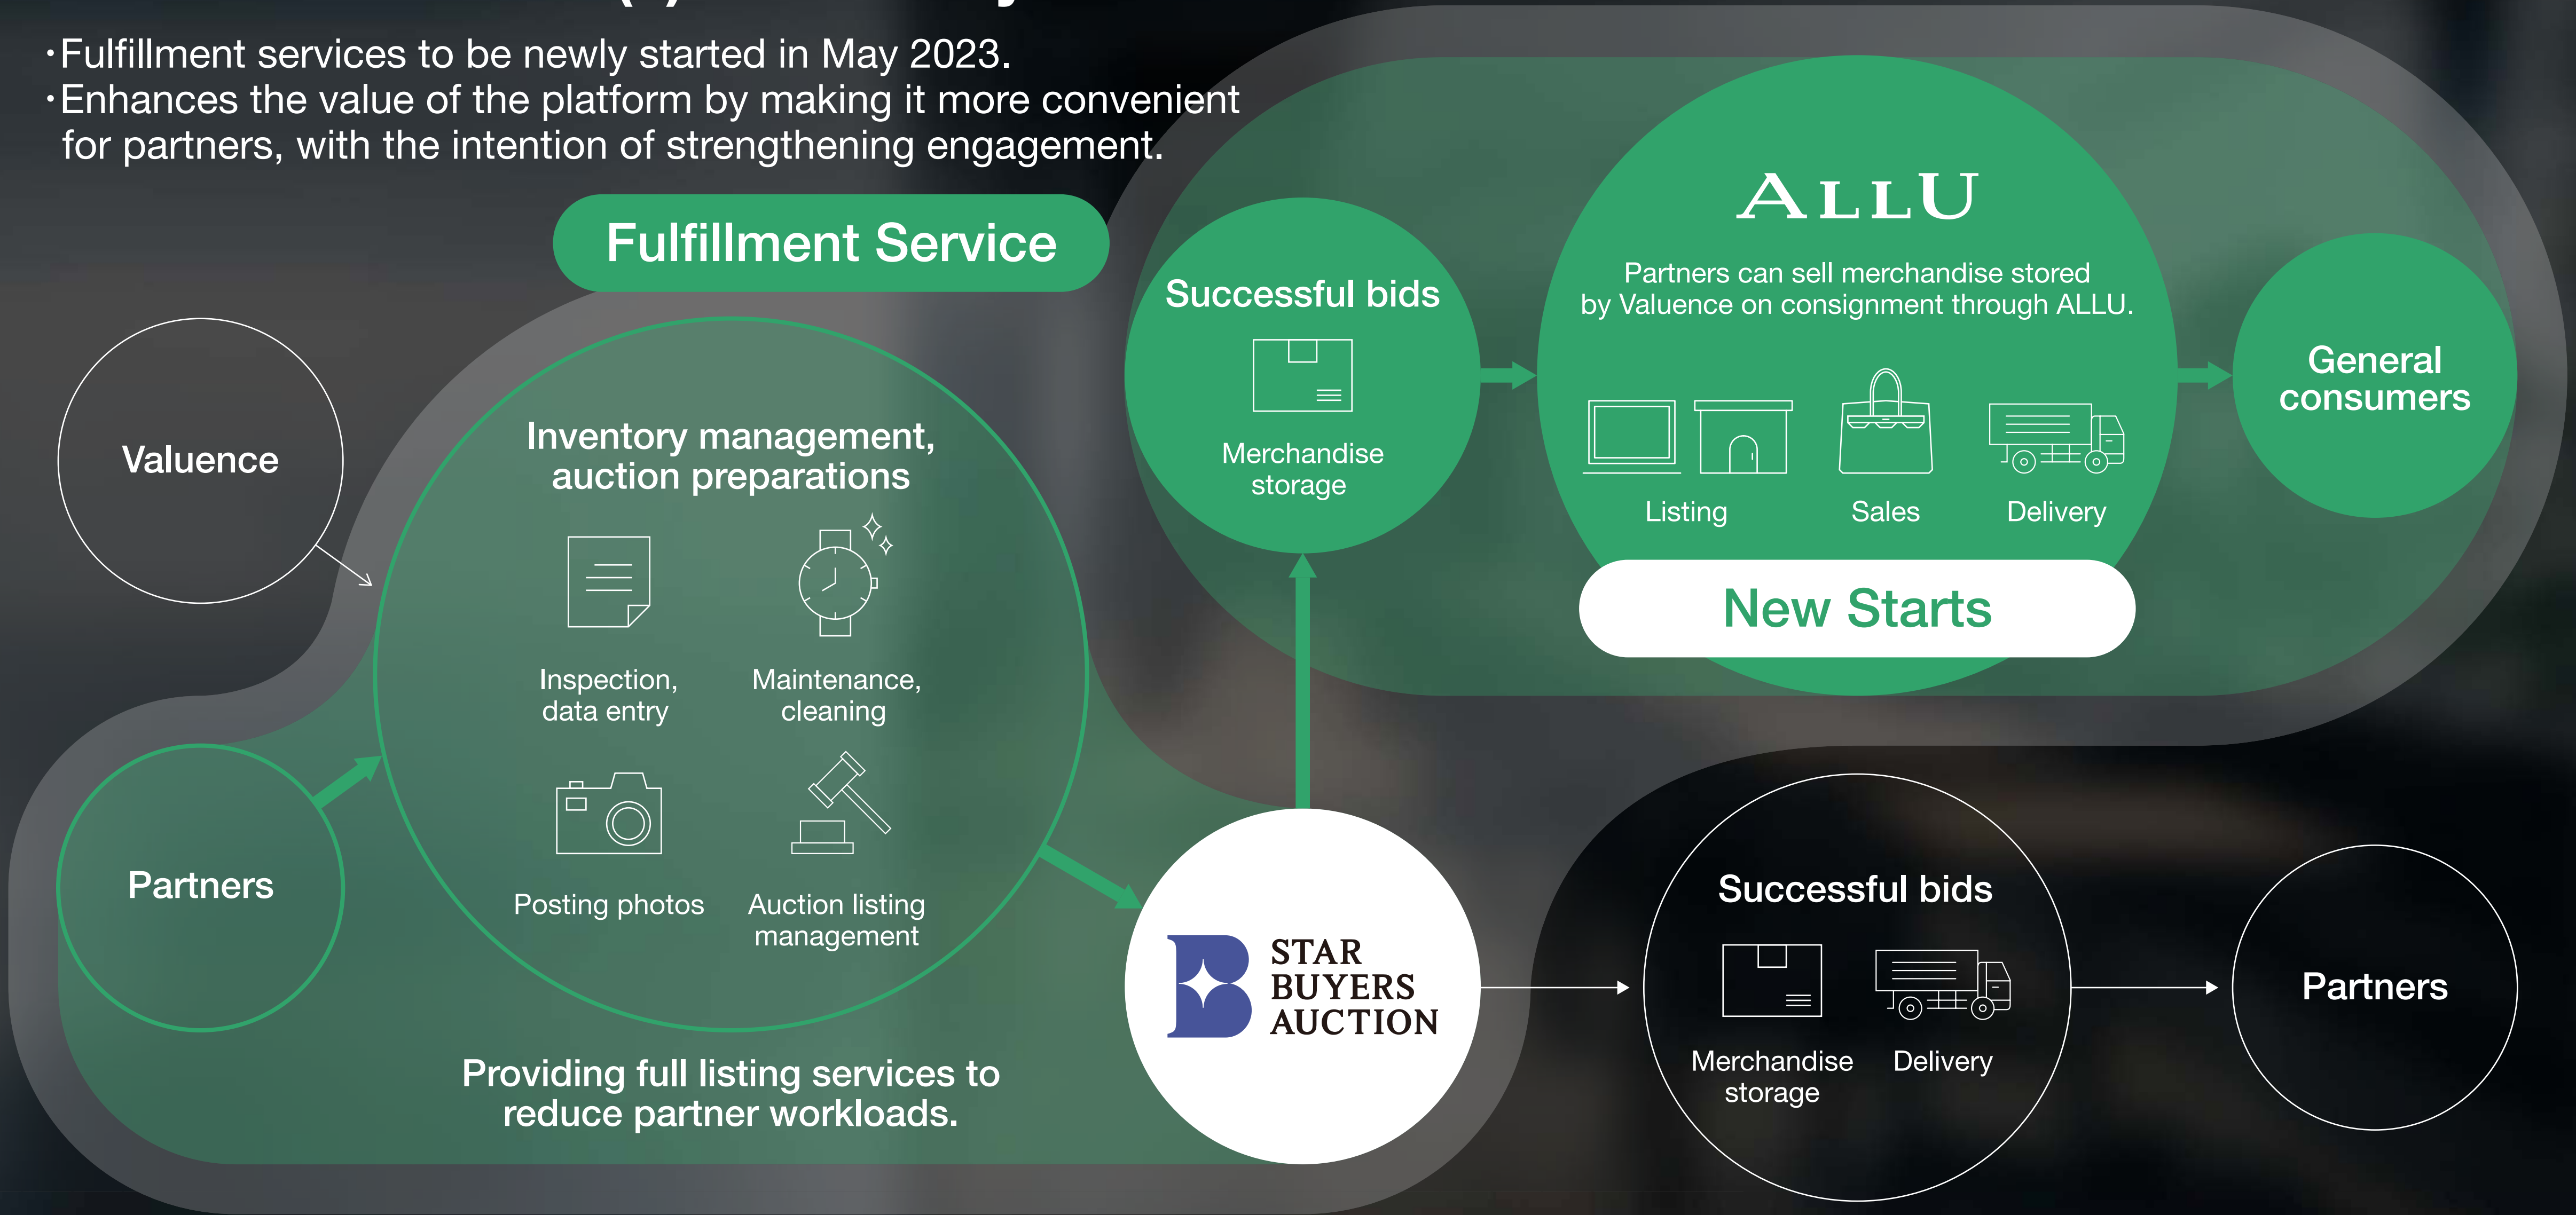 ・Fulfillment services to be newly started in May 2023.
・Enhances the value of the platform by making it more convenient
for partners, with the intention of strengthening engagement.
Fulfillment Service
Valuence
Partners
Inventory management,
auction preparations
Inspection,
data entry
Maintenance,
cleaning
Posting photos
Auction listing
management
Providing full listing services to
reduce partner workloads.
STAR
BUYERS
AUCTION
Successful bids
Merchandise
storage
ALLU
Partners can sell merchandise stored
by Valuence on consignment through ALLU.
Listing
Sales
Delivery
New Starts
General
consumers
Successful bids
Merchandise
storage
Delivery
Partners